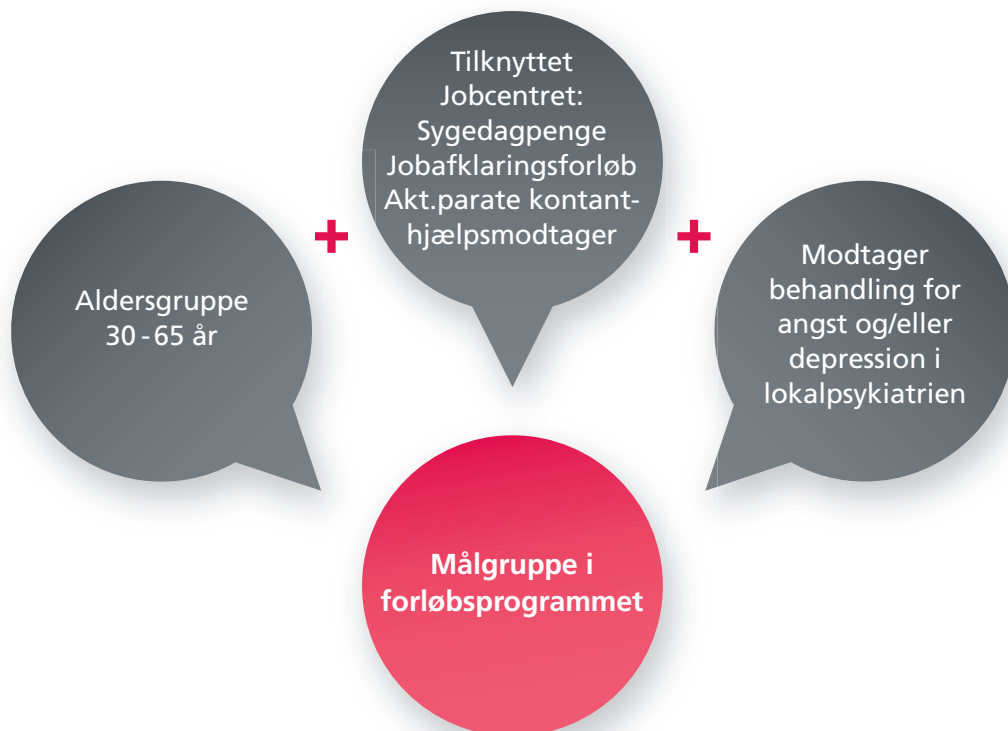 Aldersgruppe
30-65 år
+
Tilknyttet
Jobcentret:
Sygedagpenge
Jobafklaringsforløb
Akt.parate kontant-
hjælpsmodtager
+
Modtager
behandling for
angst og/eller
depression i
lokalpsykiatrien
Målgruppe i
forløbsprogrammet